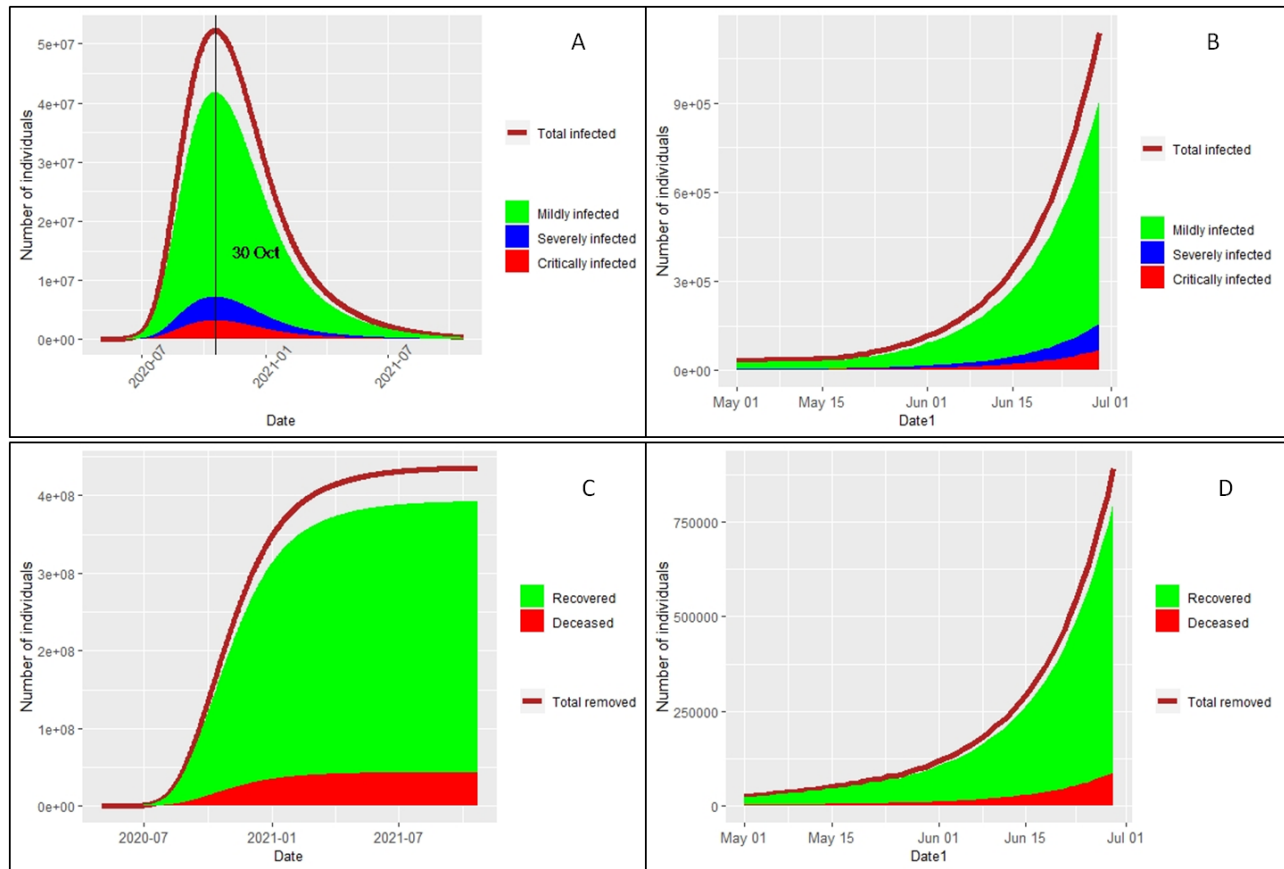 A
Number of individuals
5e+07
4e+07
3e+07
2e+07
1e+07
0e+00
30 Oct
2020-07
2021-01
2021-07
Date
Total infected
Mildly infected
Severely infected
Critically infected
B
Number of individuals
9e+05
6e+05
3e+05
0e+00
May 01
May 15
Jun 01
Jun 15
Jul 01
Date1
Total infected
Mildly infected
Severely infected
Critically infected
C
Number of individuals
4e+08
3e+08
2e+08
1e+08
0e+00
2020-07
2021-01
2021-07
Date
Recovered
Deceased
Total removed
D
Number of individuals
750000
500000
250000
0
May 01
May 15
Jun 01
Jun 15
Jul 01
Date1
Recovered
Deceased
Total removed